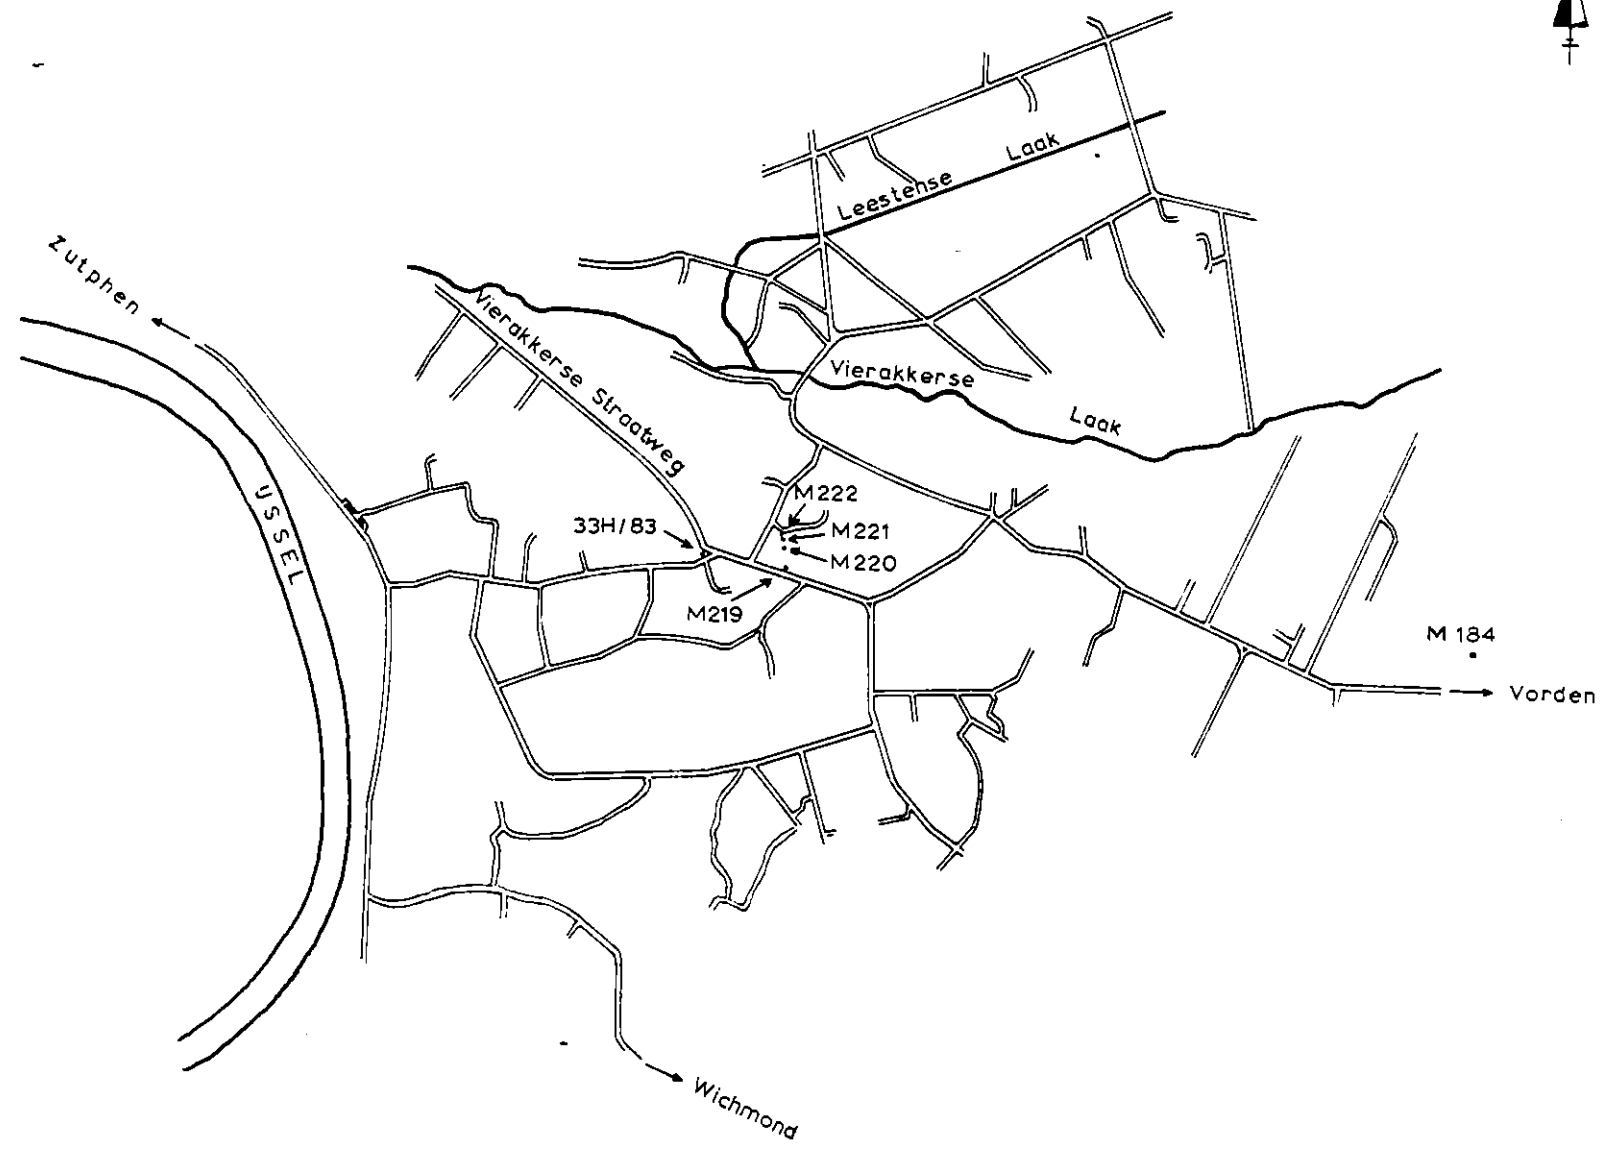 Leestense Laak
Zutphen
Vierakkerse Straatweg
Vierakkerse Laak
IJSSEL
M222
33H/83
M221
M220
M219
M 184
Vorden
Wichmond